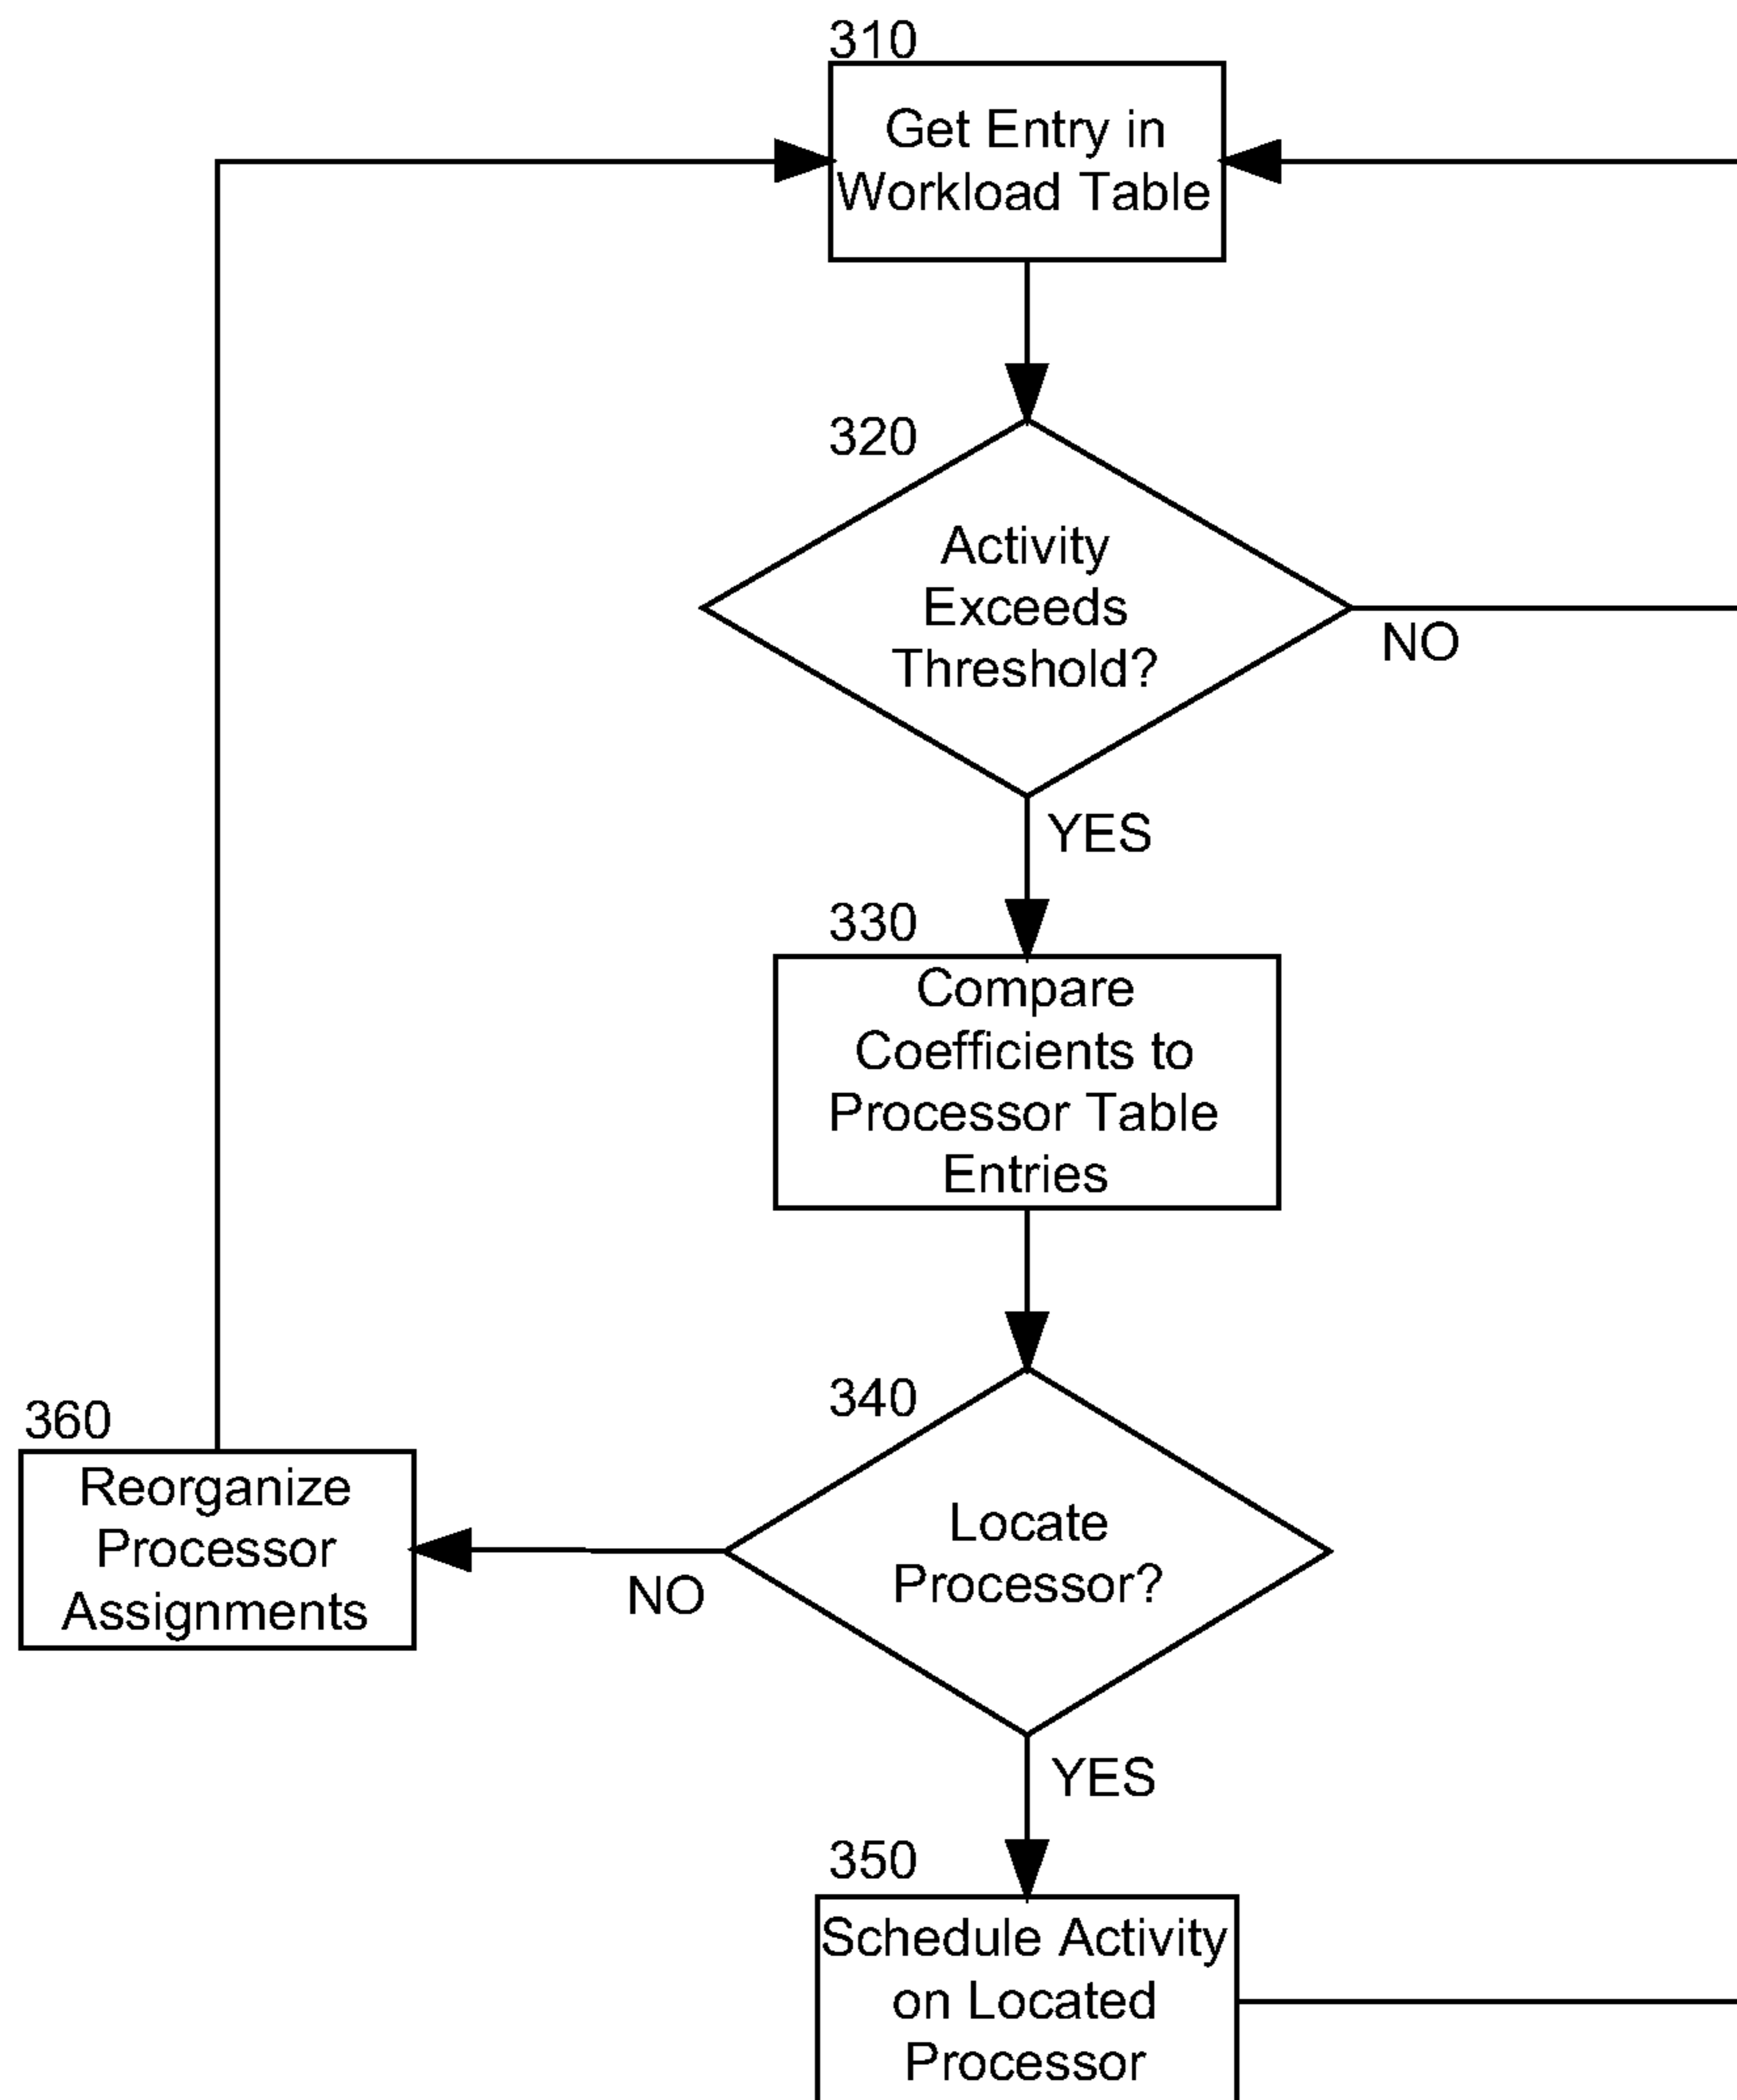 310
Get Entry in
Workload Table
320
Activity
Exceeds
Threshold?
NO
YES
330
Compare
Coefficients to
Processor Table
Entries
340
Locate
Processor?
NO
YES
360
Reorganize
Processor
Assignments
350
Schedule Activity
on Located
Processor